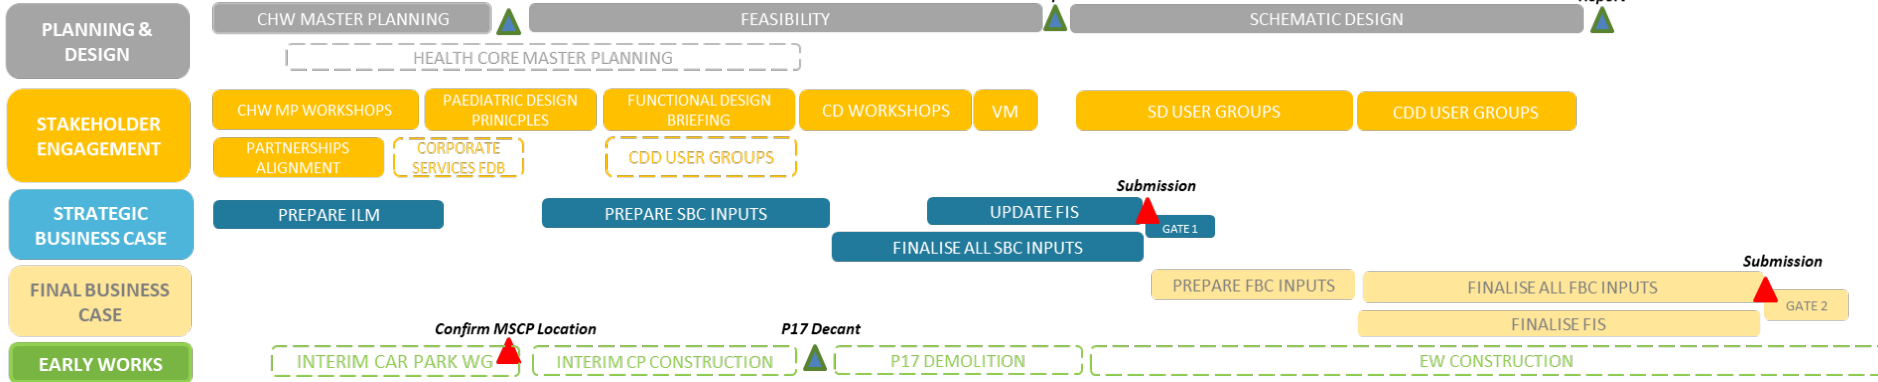 PLANNING &
DESIGN
CHW MASTER PLANNING
FEASIBILITY
SCHEMATIC DESIGN
HEALTH CORE MASTER PLANNING
STAKEHOLDER
ENGAGEMENT
CHW MP WORKSHOPS
PAEDIATRIC DESIGN
PRINICPLES
FUNCTIONAL DESIGN
BRIEFING
CD WORKSHOPS
VM
SD USER GROUPS
CDD USER GROUPS
PARTNERSHIPS
ALIGNMENT
CORPORATE
SERVICES FDB
CDD USER GROUPS
STRATEGIC
BUSINESS CASE
Submission
PREPARE ILM
PREPARE SBC INPUTS
UPDATE FIS
GATE 1
FINALISE ALL SBC INPUTS
FINAL BUSINESS
CASE
Submission
PREPARE FBC INPUTS
FINALISE ALL FBC INPUTS
GATE 2
FINALISE FIS
EARLY WORKS
Confirm MSCP Location
P17 Decant
INTERIM CAR PARK WG
INTERIM CP CONSTRUCTION
P17 DEMOLITION
EW CONSTRUCTION